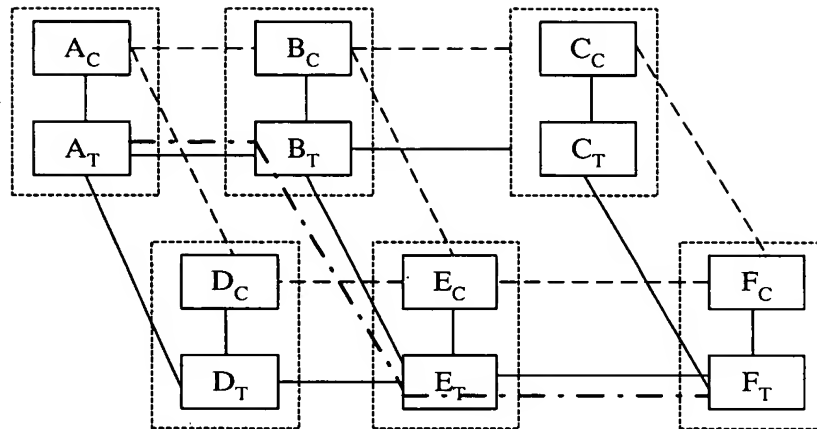 A_C B_C C_C
A_T B_T C_T
D_C E_C F_C
D_T E_T F_T